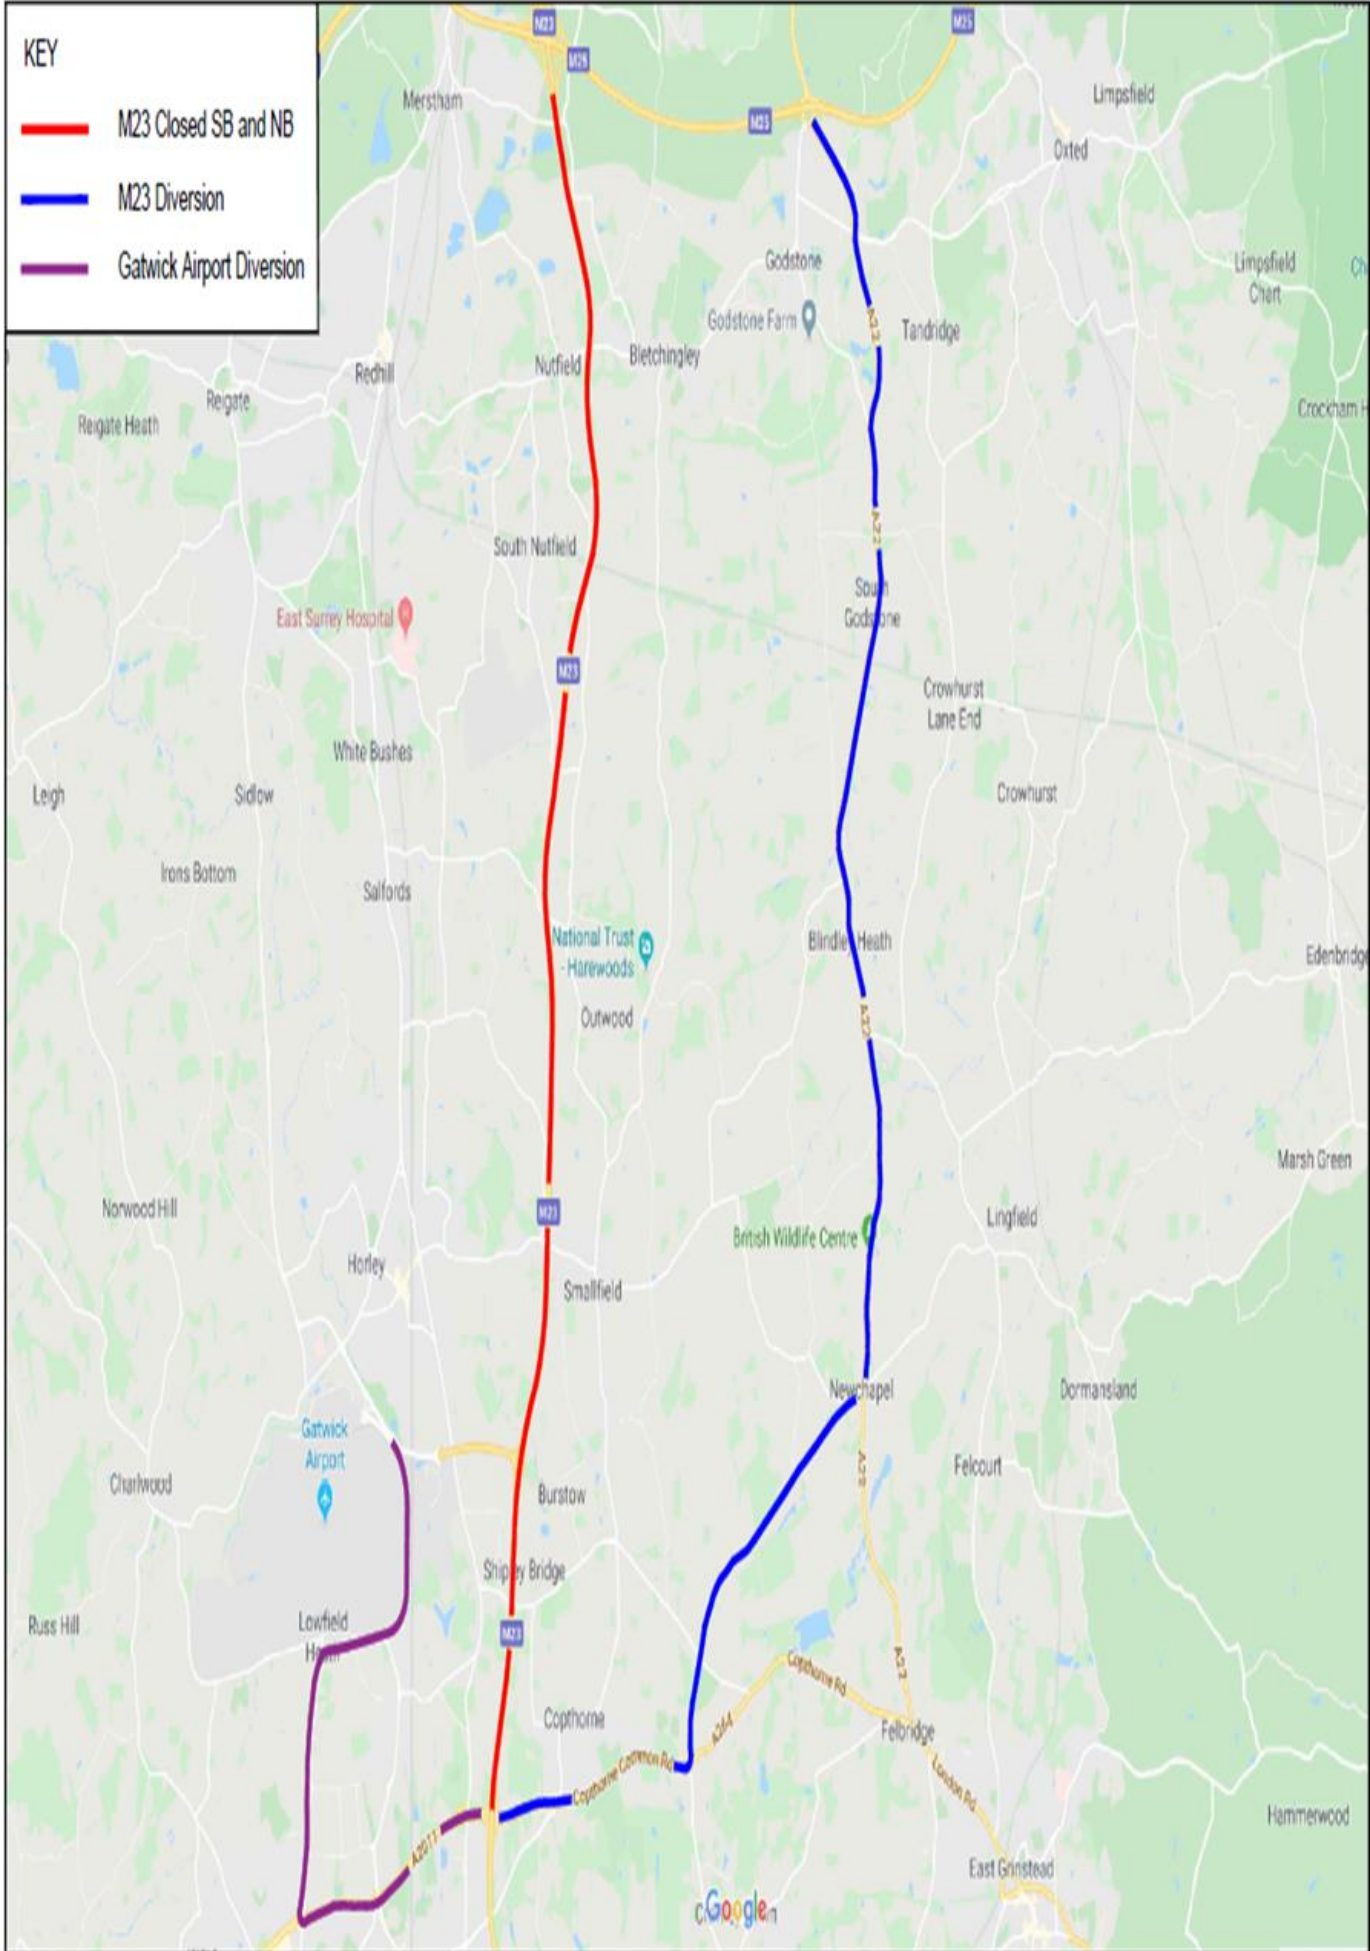 KEY
M23 Closed SB and NB
M23 Diversion
Gatwick Airport Diversion
M23
M25
M25
M25
Merstham
Limpsfield
Oxted
Godstone
Limpsfield
Chart
Godstone Farm
A22
Tandridge
Nutfield
Bletchingley
Redhill
Reigate
Reigate Heath
A22
South Nutfield
South
Godstone
East Surrey Hospital
M23
Crowhurst
Lane End
White Bushes
Leigh
Sidlow
Crowhurst
Irons Bottom
Salfords
National Trust
- Harewoods
Blindley Heath
Edenbridge
Outwood
A22
Marsh Green
Norwood Hill
M23
Lingfield
British Wildlife Centre
Horley
Smallfield
Newchapel
Dormansland
Gatwick
Airport
Charlwood
A22
Felcourt
Burstow
Shipley Bridge
Russ Hill
Lowfield
M23
A22
Copthorne Rd
Copthorne
A264
Felbridge
Copthorne Common Rd
London Rd
A2011
Hammerwood
East Grinstead
Google